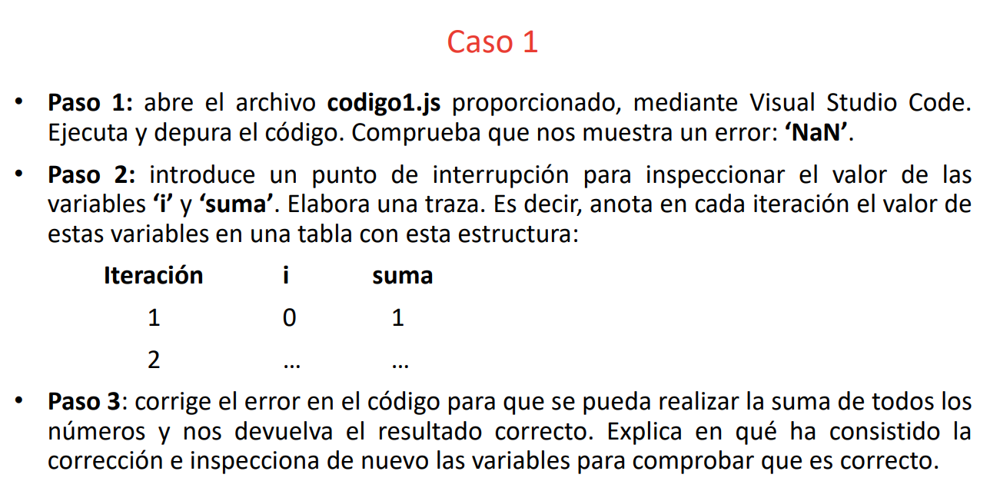 Caso 1
• Paso 1: abre el archivo codigo1.js proporcionado, mediante Visual Studio Code.
Ejecuta y depura el código. Comprueba que nos muestra un error: ‘NaN’.
• Paso 2: introduce un punto de interrupción para inspeccionar el valor de las
variables ‘i’ y ‘suma’. Elabora una traza. Es decir, anota en cada iteración el valor de
estas variables en una tabla con esta estructura:
Iteración i suma
1 0 1
2 ... ...
• Paso 3: corrige el error en el código para que se pueda realizar la suma de todos los
números y nos devuelva el resultado correcto. Explica en qué ha consistido la
corrección e inspecciona de nuevo las variables para comprobar que es correcto.